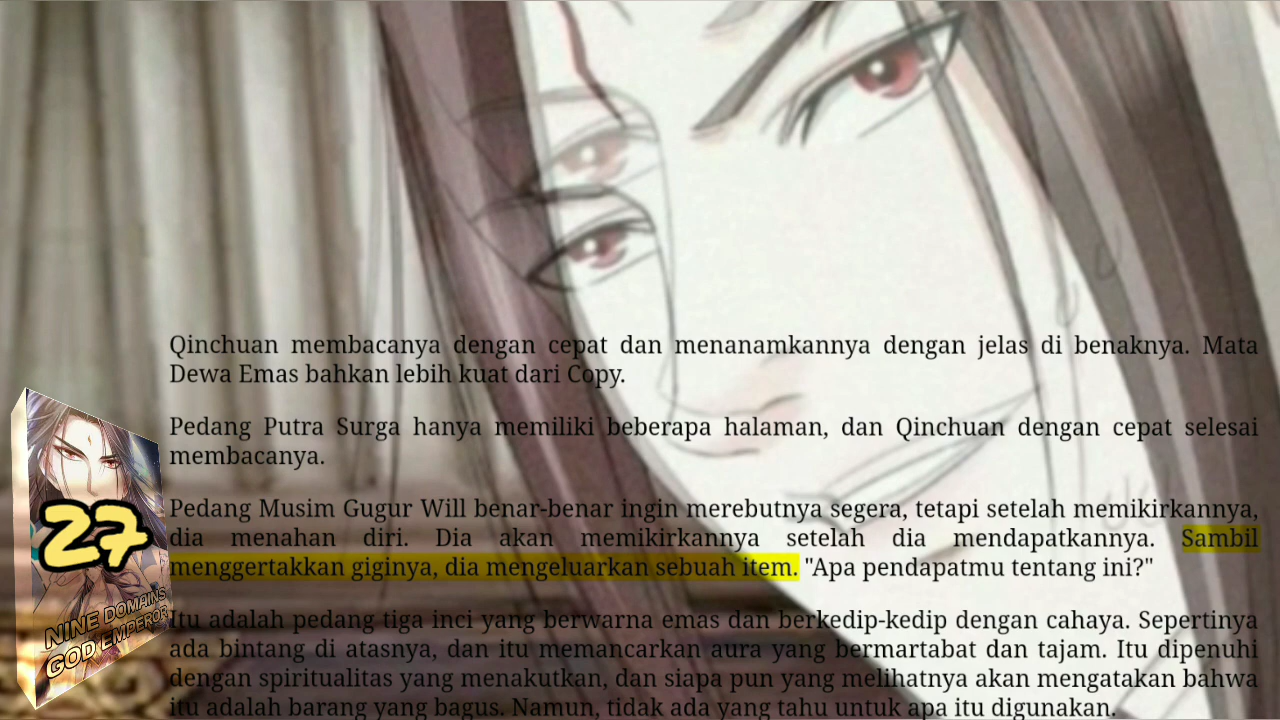 Qinchuan membacanya dengan cepat dan menanamkannya dengan jelas di benaknya. Mata
Dewa Emas bahkan lebih kuat dari Copy.
Pedang Putra Surga hanya memiliki beberapa halaman, dan Qinchuan dengan cepat selesai
membacanya.
Pedang Musim Gugur Will benar-benar ingin merebutnya segera, tetapi setelah memikirkannya,
dia menahan diri. Dia akan memikirkannya setelah dia mendapatkannya. Sambil
menggertakkan giginya, dia mengeluarkan sebuah item. "Apa pendapatmu tentang ini?"
Itu adalah pedang tiga inci yang berwarna emas dan berkedip-kedip dengan cahaya. Sepertinya
ada bintang di atasnya, dan itu memancarkan aura yang bermartabat dan tajam. Itu dipenuhi
dengan spiritualitas yang menakutkan, dan siapa pun yang melihatnya akan mengatakan bahwa
itu adalah barang yang bagus. Namun, tidak ada yang tahu untuk apa itu digunakan.
27
NINE DOMAINS
GOD EMPEROR